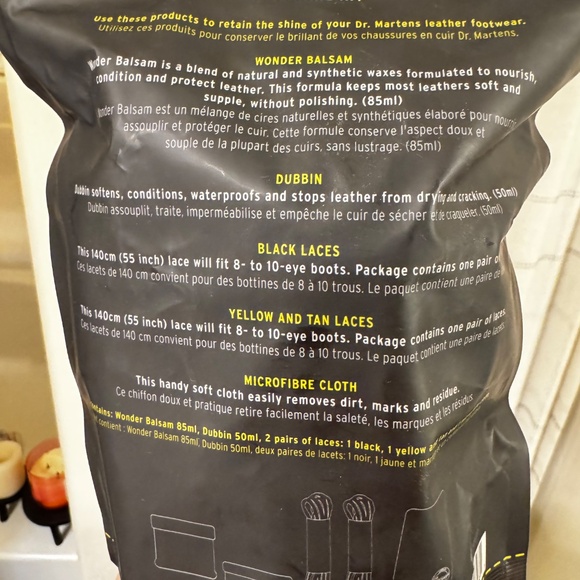 Use these products to retain the shine of your Dr. Martens leather footwear.
Utilisez ces produits pour conserver le brillant de vos chaussures en cuir Dr. Martens.
WONDER BALSAM
Wonder Balsam is a blend of natural and synthetic waxes formulated to nourish,
condition and protect leather. This formula keeps most leathers soft and
supple, without polishing. (85ml)
Wonder Balsam est un mélange de cires naturelles et synthétiques élaboré pour nourrir
assouplir et protéger le cuir. Cette formule conserve l'aspect doux et
souple de la plupart des cuirs, sans lustrage. (85ml)
DUBBIN
Dubbin softens, conditions, waterproofs and stops leather from drying and cracking. (50ml)
Dubbin assouplit, traite, imperméabilise et empêche le cuir de sécher et de craqueler. (50ml)
BLACK LACES
This 140cm (55 inch) lace will fit 8- to 10-eye boots. Package contains one pair o
Ces lacets de 140 cm convient pour des bottines de 8 à 10 trous. Le paquet contient une paire de
YELLOW AND TAN LACES
This 140cm (55 inch) lace will fit 8- to 10-eye boots. Package contains one pair of laces.
Ces lacets de 140 cm convient pour des bottines de 8 à 10 trous. Le paquet contient une paire de
MICROFIBRE CLOTH
This handy soft cloth easily removes dirt, marks and residue.
Ce chiffon doux et pratique retire facilement la saleté, les marques et les résidus
Contains: Wonder Balsam 85ml, Dubbin 50ml, 2 pairs of laces: 1 black, 1 yellow and
contient : Wonder Balsam 85ml, Dubbin 50ml, deux paires de lacets: 1 noir, 1 jaune et